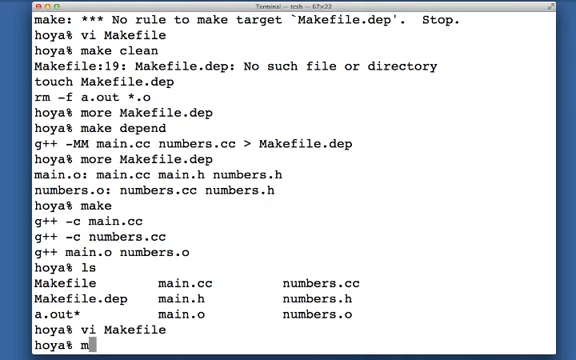 Terminal — tcsh — 67×22
make: *** No rule to make target `Makefile.dep'.  Stop.
hoya% vi Makefile
hoya% make clean
Makefile:19: Makefile.dep: No such file or directory
touch Makefile.dep
rm -f a.out *.o
hoya% more Makefile.dep
hoya% make depend
g++ -MM main.cc numbers.cc > Makefile.dep
hoya% more Makefile.dep
main.o: main.cc main.h numbers.h
numbers.o: numbers.cc numbers.h
hoya% make
g++ -c main.cc
g++ -c numbers.cc
g++ main.o numbers.o
hoya% ls
Makefile        main.cc         numbers.cc
Makefile.dep    main.h          numbers.h
a.out*          main.o          numbers.o
hoya% vi Makefile
hoya% m